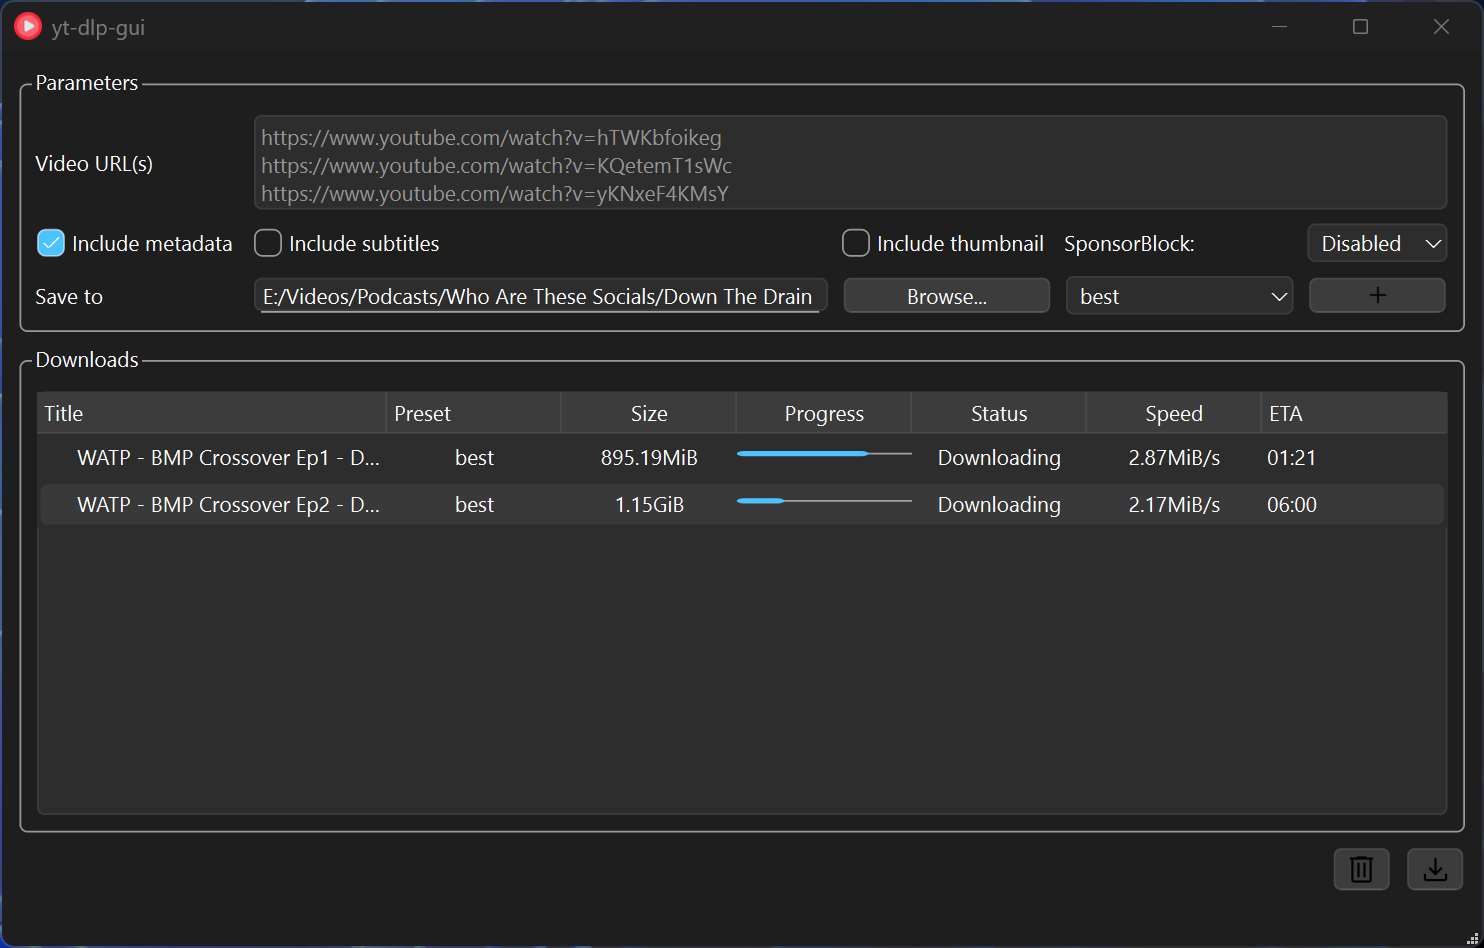 yt-dlp-gui
Parameters
Video URL(s)
https://www.youtube.com/watch?v=hTWKbfoikeg
https://www.youtube.com/watch?v=KQetemT1sWc
https://www.youtube.com/watch?v=yKNxeF4KMsY
Include metadata Include subtitles Include thumbnail SponsorBlock: Disabled
Save to E:/Videos/Podcasts/Who Are These Socials/Down The Drain Browse... best +
Downloads
Title Preset Size Progress Status Speed ETA
WATP - BMP Crossover Ep1 - D... best 895.19MiB Downloading 2.87MiB/s 01:21
WATP - BMP Crossover Ep2 - D... best 1.15GiB Downloading 2.17MiB/s 06:00